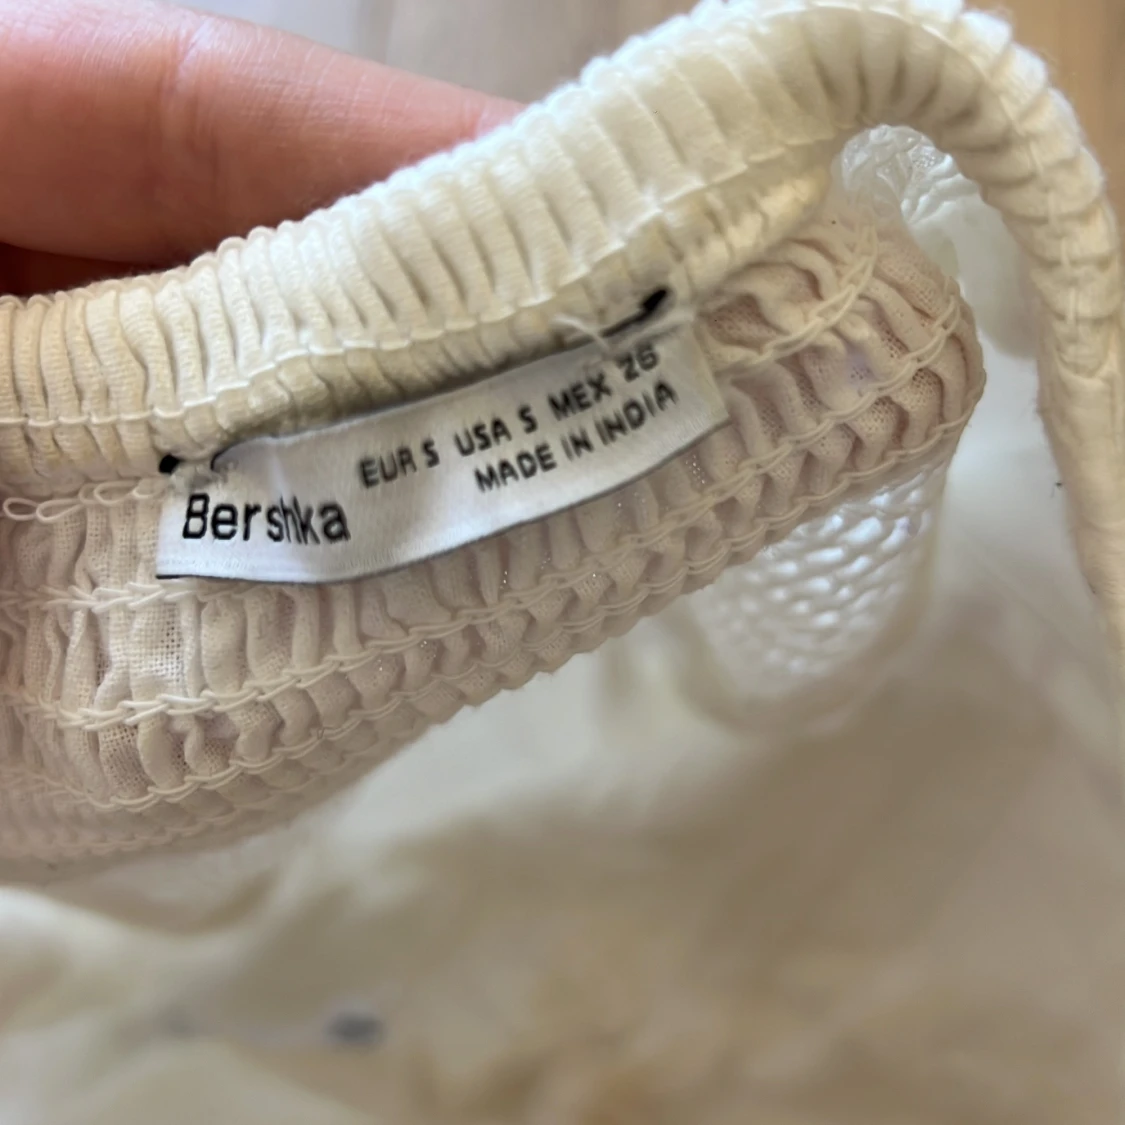 Bershka
EUR S USA S MEX 26
MADE IN INDIA